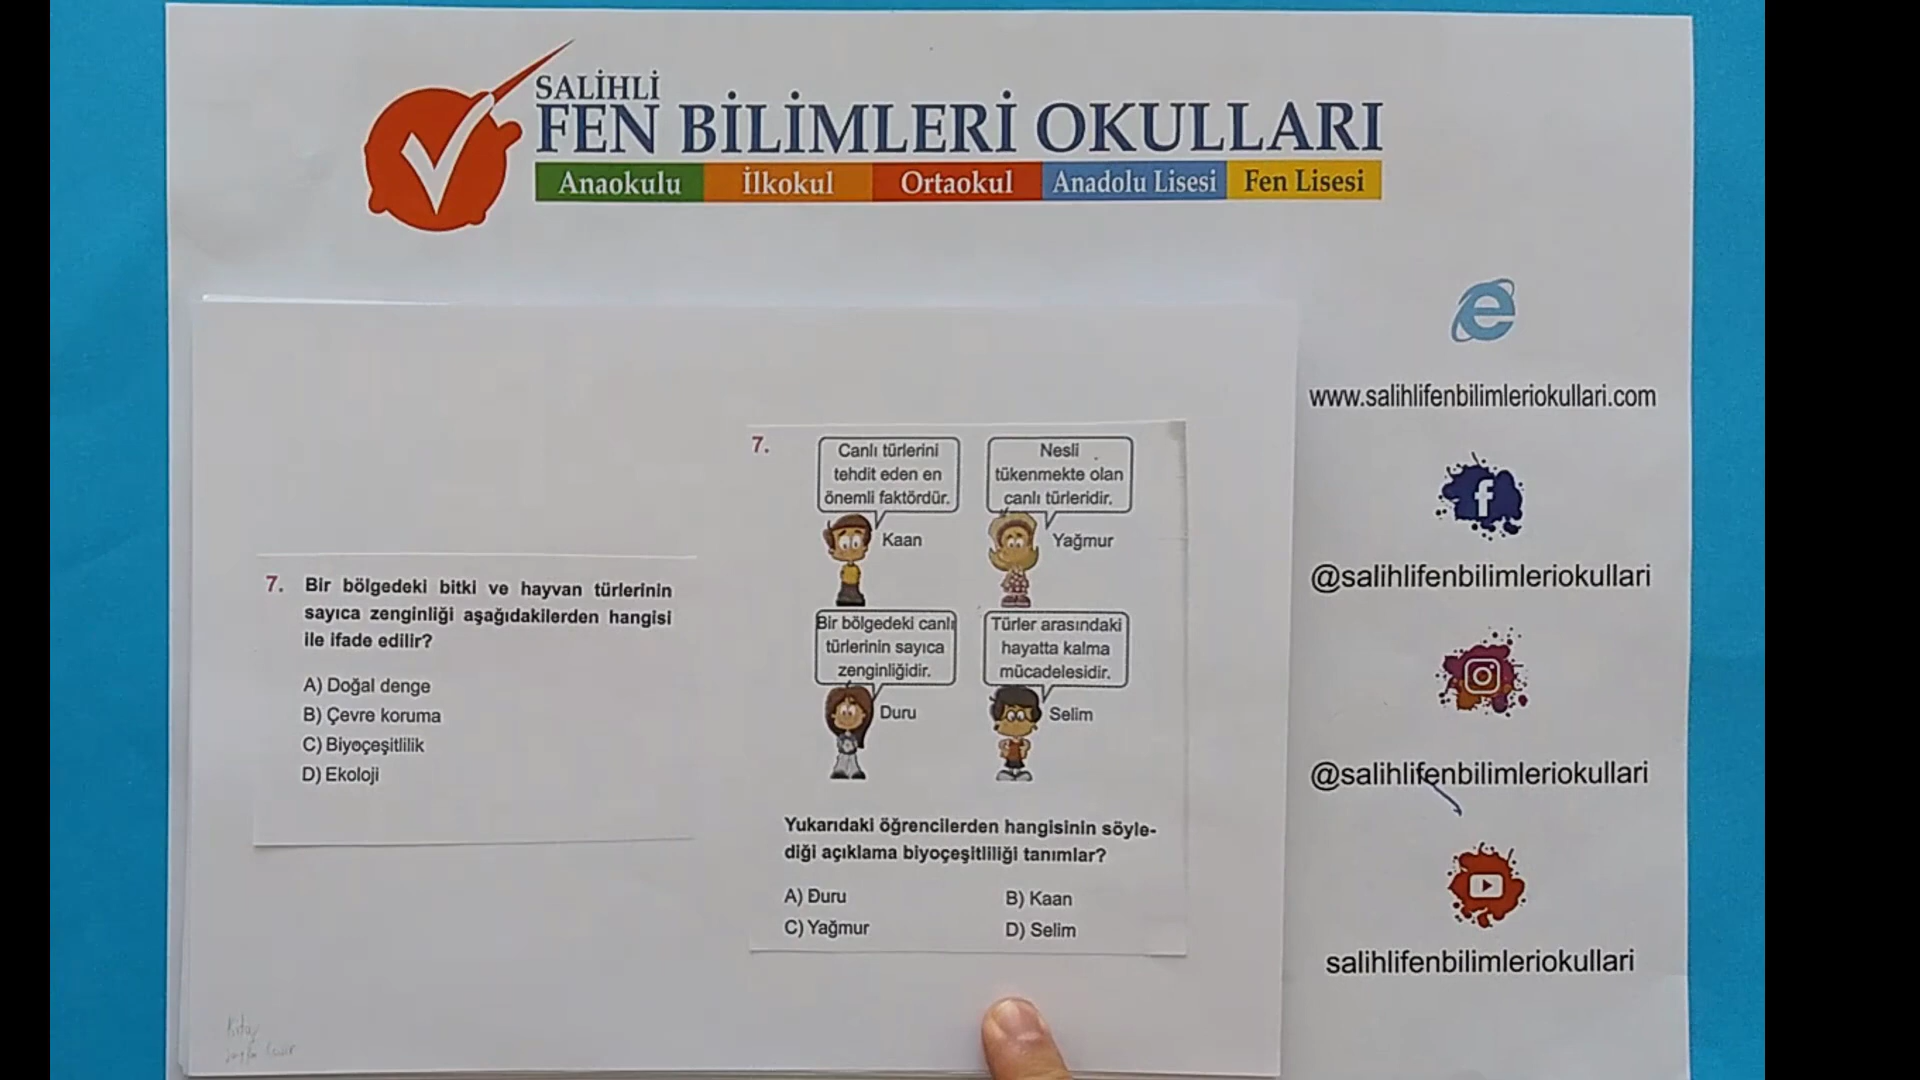 SALİHLİ
FEN BİLİMLERİ OKULLARI
Anaokulu İlkokul Ortaokul Anadolu Lisesi Fen Lisesi
7. Bir bölgedeki bitki ve hayvan türlerinin
sayıca zenginliği aşağıdakilerden hangisi
ile ifade edilir?
A) Doğal denge
B) Çevre koruma
C) Biyoçeşitlilik
D) Ekoloji
7.
Canlı türlerini
tehdit eden en
önemli faktördür.
Kaan
Nesli
tükenmekte olan
canlı türleridir.
Yağmur
Bir bölgedeki canlı
türlerinin sayıca
zenginliğidir.
Duru
Türler arasındaki
hayatta kalma
mücadelesidir.
Selim
Yukarıdaki öğrencilerden hangisinin söyle-
diği açıklama biyoçeşitliliği tanımlar?
A) Duru
B) Kaan
C) Yağmur
D) Selim
www.salihlifenbilimleriokullari.com
@salihlifenbilimleriokullari
@salihlifenbilimleriokullari
salihlifenbilimleriokullari